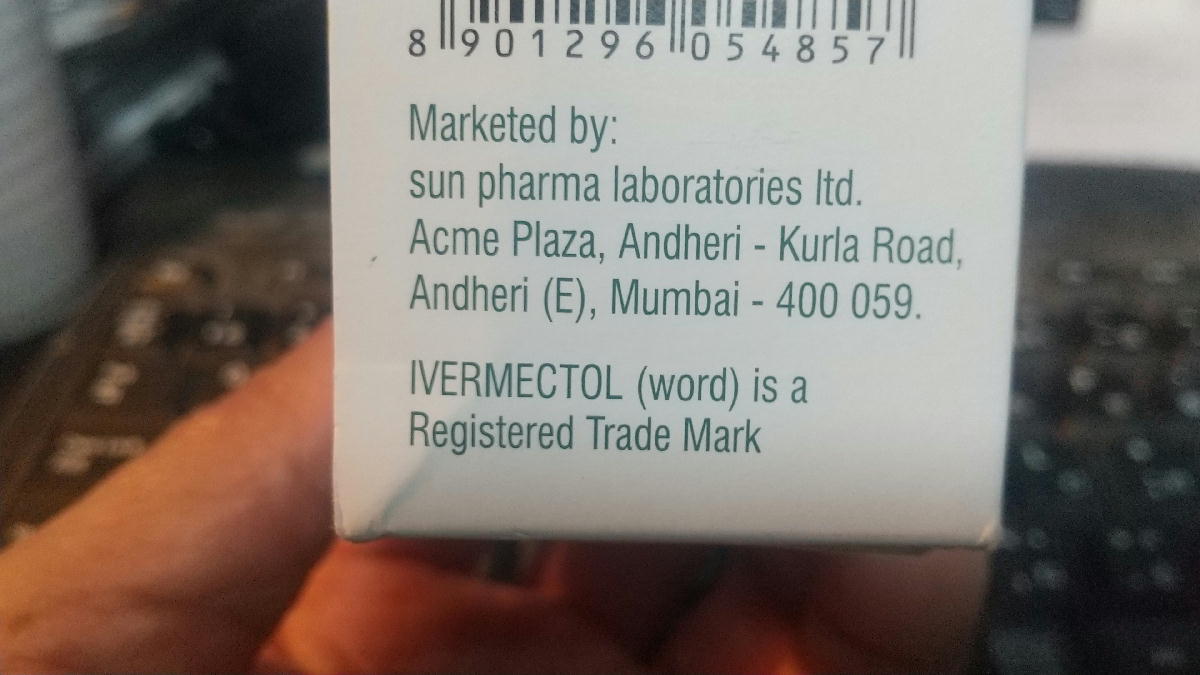 8 901296 054857
Marketed by:
sun pharma laboratories ltd.
Acme Plaza, Andheri - Kurla Road,
Andheri (E), Mumbai - 400 059.
IVERMECTOL (word) is a
Registered Trade Mark